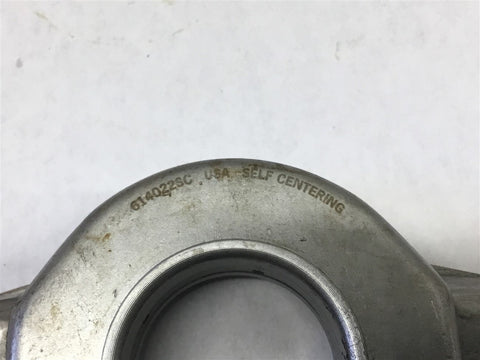 614022SC USA SELF CENTERING